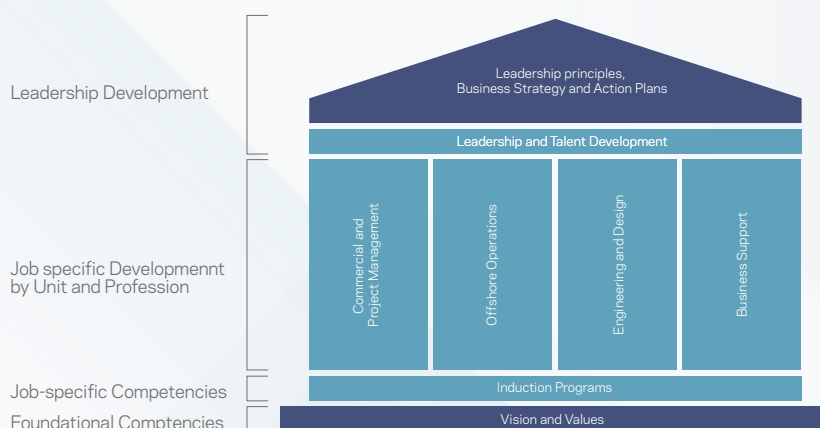 Leadership principles,
Business Strategy and Action Plans
Leadership Development
Leadership and Talent Development
Commercial and
Project Management
Offshore Operations
Engineering and Design
Business Support
Job specific Developmennt
by Unit and Profession
Induction Programs
Job-specific Competencies
Vision and Values
Foundational Comptencies